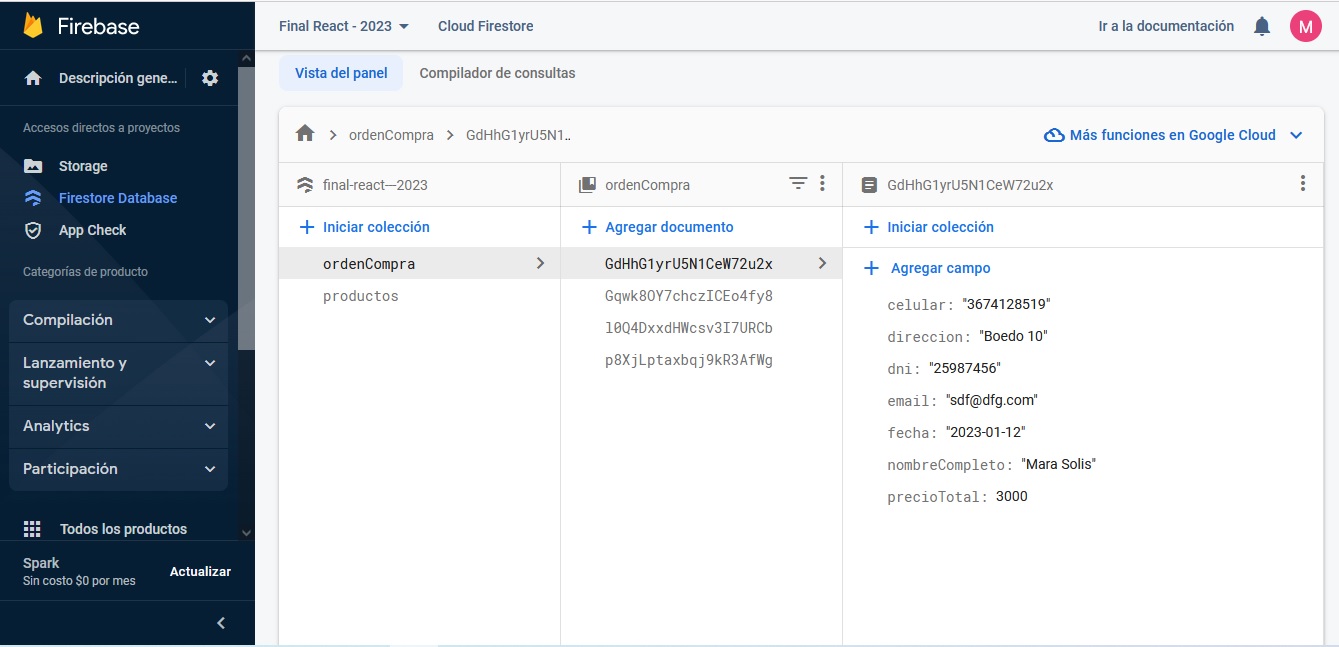 Firebase
Descripción gene...
Accesos directos a proyectos
Storage
Firestore Database
App Check
Categorías de producto
Compilación
Lanzamiento y
supervisión
Analytics
Participación
Todos los productos
Spark
Sin costo $0 por mes
Actualizar
Final React - 2023
Cloud Firestore
Ir a la documentación
M
Vista del panel
Compilador de consultas
ordenCompra
GdHhG1yrU5N1..
Más funciones en Google Cloud
final-react---2023
Iniciar colección
ordenCompra
productos
ordenCompra
Agregar documento
GdHhG1yrU5N1CeW72u2x
Gqwk8OY7chczICEo4fy8
l0Q4DxxdHWcsv3I7URCb
p8XjLptaxbqj9kR3AfWg
GdHhG1yrU5N1CeW72u2x
Iniciar colección
Agregar campo
celular: "3674128519"
direccion: "Boedo 10"
dni: "25987456"
email: "sdf@dfg.com"
fecha: "2023-01-12"
nombreCompleto: "Mara Solis"
precioTotal: 3000